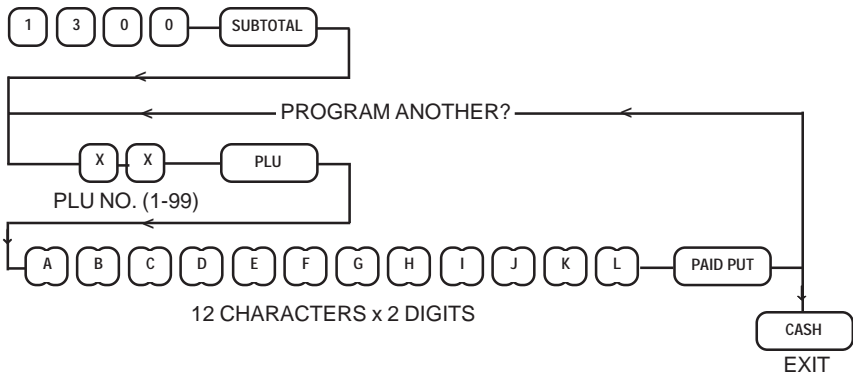 1 3 0 0 SUBTOTAL
PROGRAM ANOTHER?
X X PLU
PLU NO. (1-99)
A B C D E F G H I J K L PAID PUT
12 CHARACTERS x 2 DIGITS
CASH
EXIT